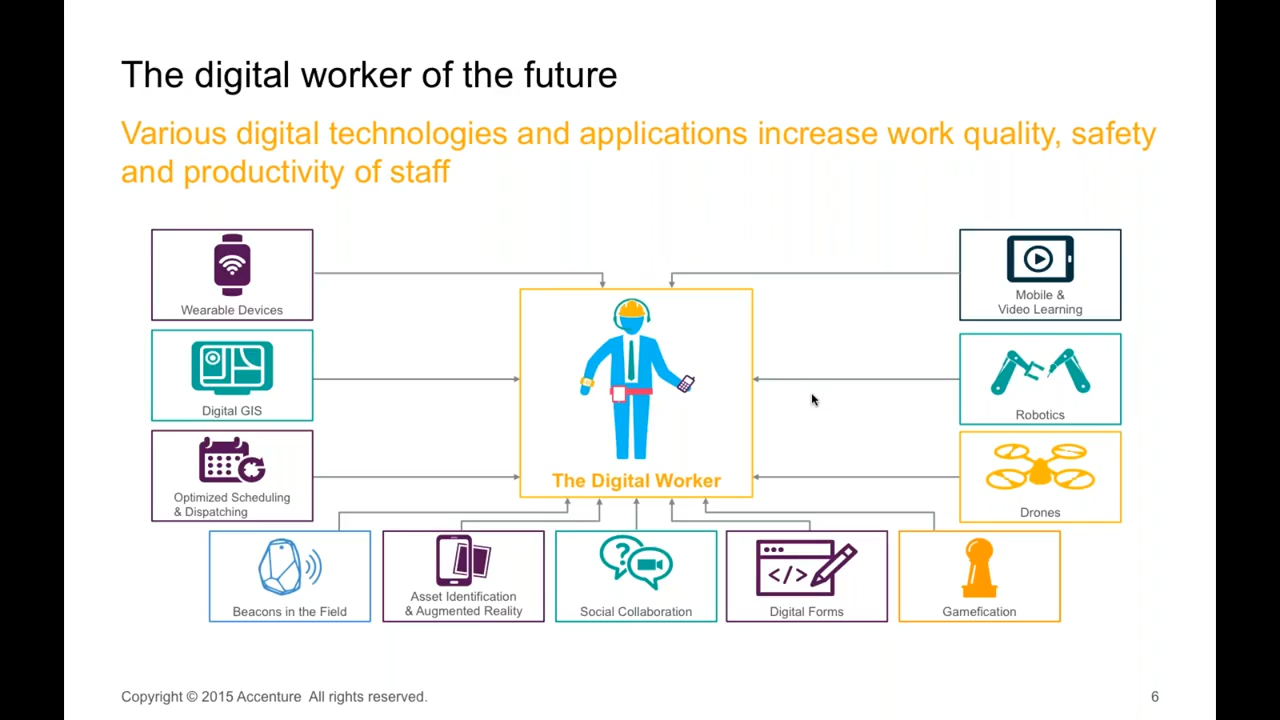 The digital worker of the future
Various digital technologies and applications increase work quality, safety
and productivity of staff
Wearable Devices
Mobile &
Video Learning
Digital GIS
Robotics
Optimized Scheduling
& Dispatching
The Digital Worker
Drones
Beacons in the Field
Asset Identification
& Augmented Reality
Social Collaboration
Digital Forms
Gamefication
Copyright © 2015 Accenture All rights reserved.
6